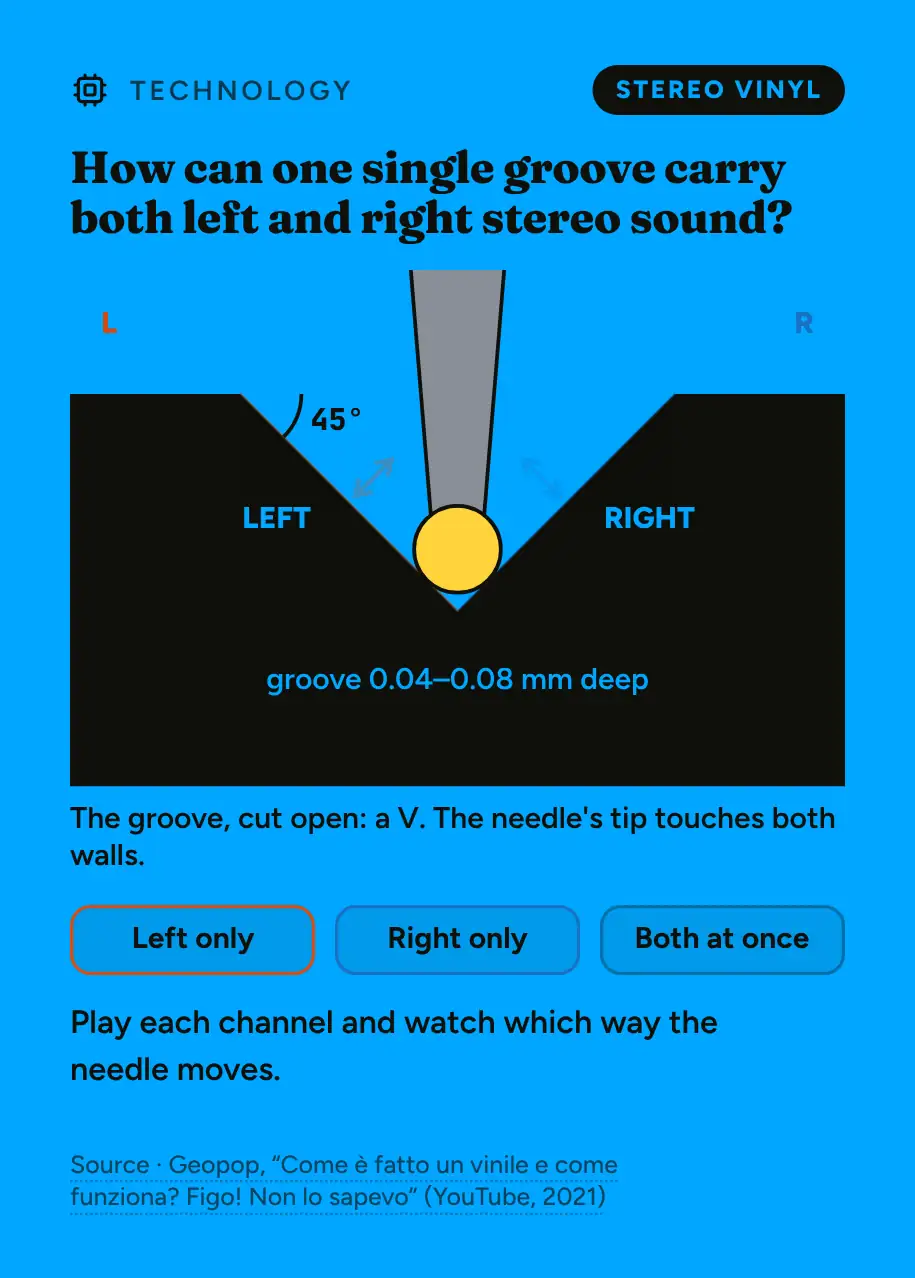 TECHNOLOGY
STEREO VINYL
How can one single groove carry
both left and right stereo sound?
L
R
45°
LEFT
RIGHT
groove 0.04–0.08 mm deep
The groove, cut open: a V. The needle's tip touches both
walls.
Left only
Right only
Both at once
Play each channel and watch which way the
needle moves.
Source · Geopop, “Come è fatto un vinile e come
funziona? Figo! Non lo sapevo” (YouTube, 2021)